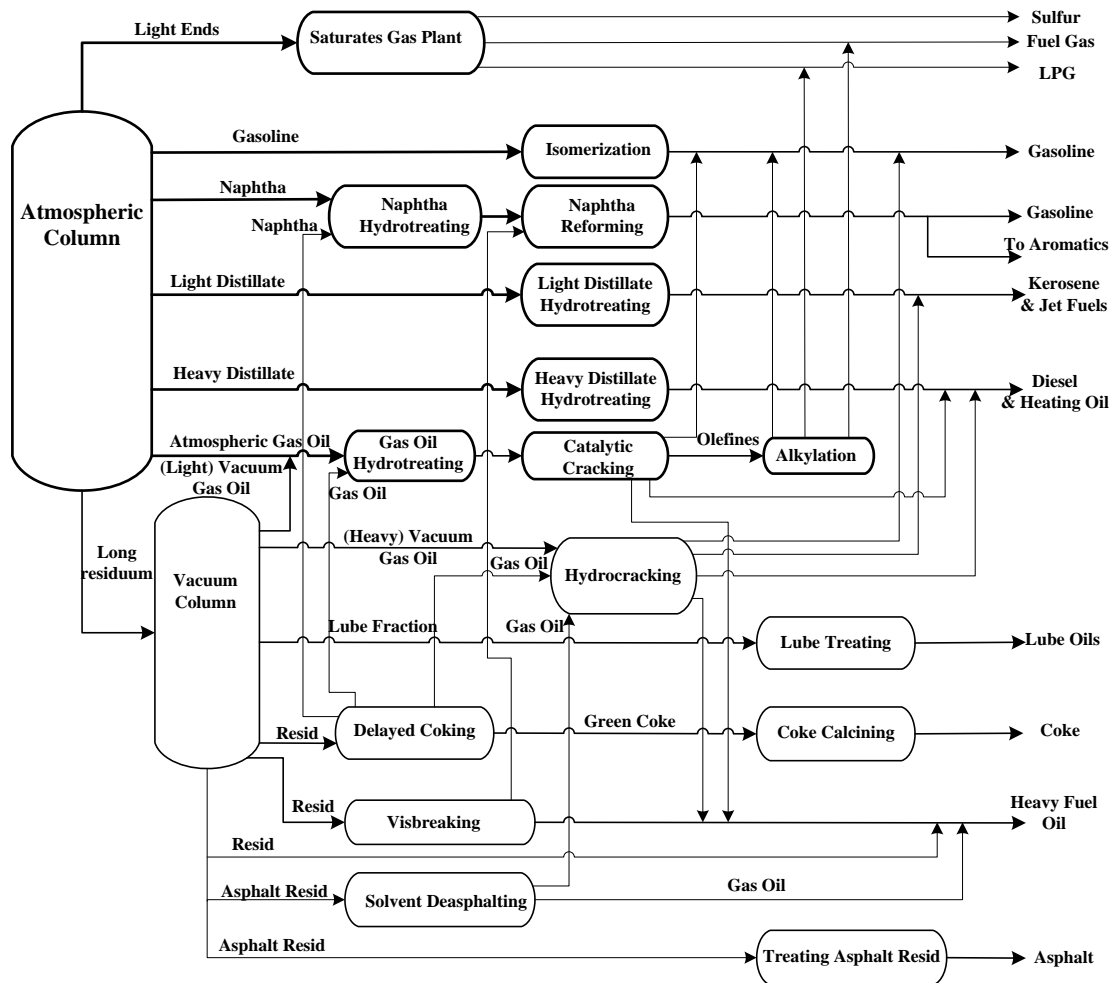 Light Ends
Saturates Gas Plant
Sulfur
Fuel Gas
LPG
Gasoline
Isomerization
Gasoline
Atmospheric
Column
Naphtha
Naphtha
Naphtha
Hydrotreating
Naphtha
Reforming
Gasoline
To Aromatics
Light Distillate
Light Distillate
Hydrotreating
Kerosene
& Jet Fuels
Heavy Distillate
Heavy Distillate
Hydrotreating
Diesel
& Heating Oil
Atmospheric Gas Oil
(Light) Vacuum
Gas Oil
Gas Oil
Hydrotreating
Gas Oil
Catalytic
Cracking
Olefines
Alkylation
Long
residuum
Vacuum
Column
(Heavy) Vacuum
Gas Oil
Gas Oil
Hydrocracking
Gas Oil
Lube Fraction
Lube Treating
Lube Oils
Resid
Delayed Coking
Green Coke
Coke Calcining
Coke
Resid
Visbreaking
Heavy Fuel
Oil
Resid
Asphalt Resid
Solvent Deasphalting
Gas Oil
Asphalt Resid
Treating Asphalt Resid
Asphalt